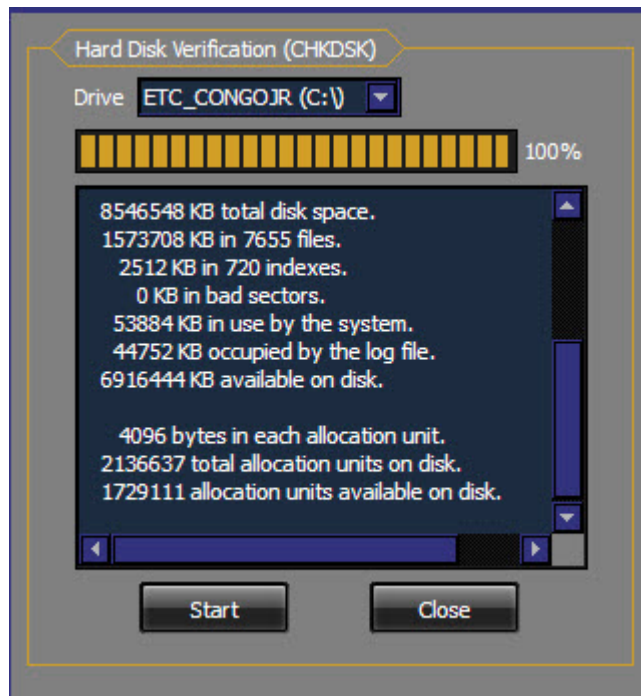 Hard Disk Verification (CHKDSK)
Drive ETC_CONGOJR (C:\)
100%
8546548 KB total disk space.
1573708 KB in 7655 files.
2512 KB in 720 indexes.
0 KB in bad sectors.
53884 KB in use by the system.
44752 KB occupied by the log file.
6916444 KB available on disk.
4096 bytes in each allocation unit.
2136637 total allocation units on disk.
1729111 allocation units available on disk.
Start Close